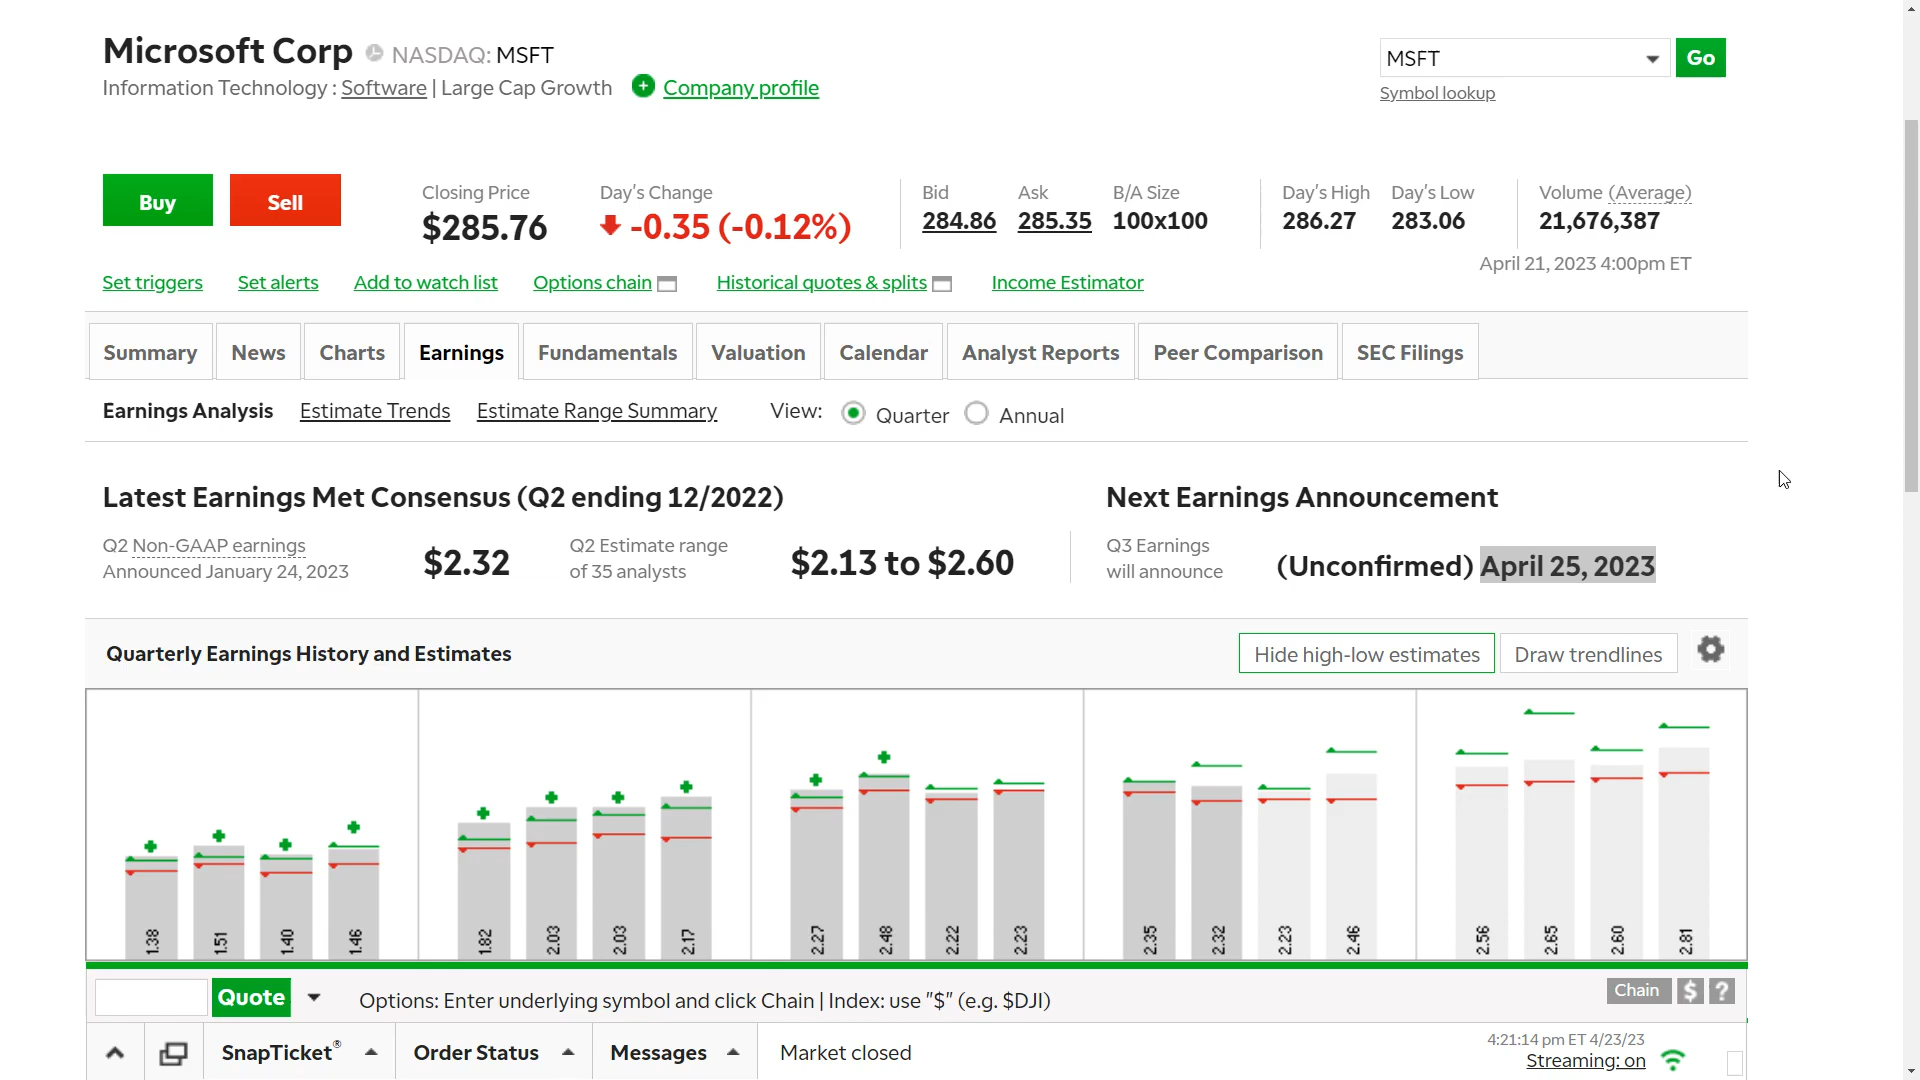 Microsoft Corp NASDAQ: MSFT
Information Technology : Software | Large Cap Growth + Company profile
MSFT Go
Symbol lookup
Buy Sell
Closing Price
$285.76
Day's Change
-0.35 (-0.12%)
Bid
284.86
Ask
285.35
B/A Size
100x100
Day's High
286.27
Day's Low
283.06
Volume (Average)
21,676,387
April 21, 2023 4:00pm ET
Set triggers Set alerts Add to watch list Options chain Historical quotes & splits Income Estimator
Summary News Charts Earnings Fundamentals Valuation Calendar Analyst Reports Peer Comparison SEC Filings
Earnings Analysis Estimate Trends Estimate Range Summary View: Quarter Annual
Latest Earnings Met Consensus (Q2 ending 12/2022)
Q2 Non-GAAP earnings
Announced January 24, 2023
$2.32
Q2 Estimate range
of 35 analysts
$2.13 to $2.60
Next Earnings Announcement
Q3 Earnings
will announce
(Unconfirmed) April 25, 2023
Quarterly Earnings History and Estimates
Hide high-low estimates Draw trendlines
1.38 1.51 1.40 1.46 1.82 2.03 2.03 2.17 2.27 2.48 2.22 2.23 2.35 2.32 2.23 2.46 2.56 2.65 2.60 2.81
Quote Options: Enter underlying symbol and click Chain | Index: use "$" (e.g. $DJI) Chain $ ?
SnapTicket® Order Status Messages Market closed
4:21:14 pm ET 4/23/23
Streaming: on